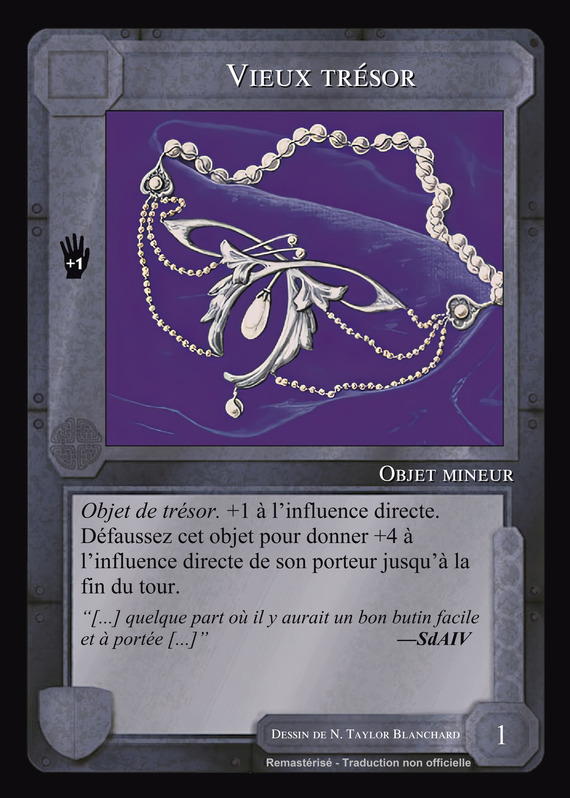 Vieux trésor
+1
Objet mineur
Objet de trésor. +1 à l’influence directe.
Défaussez cet objet pour donner +4 à
l’influence directe de son porteur jusqu’à la
fin du tour.
“[...] quelque part où il y aurait un bon butin facile
et à portée [...]” —SdAIV
Dessin de N. Taylor Blanchard
1
Remastérisé - Traduction non officielle